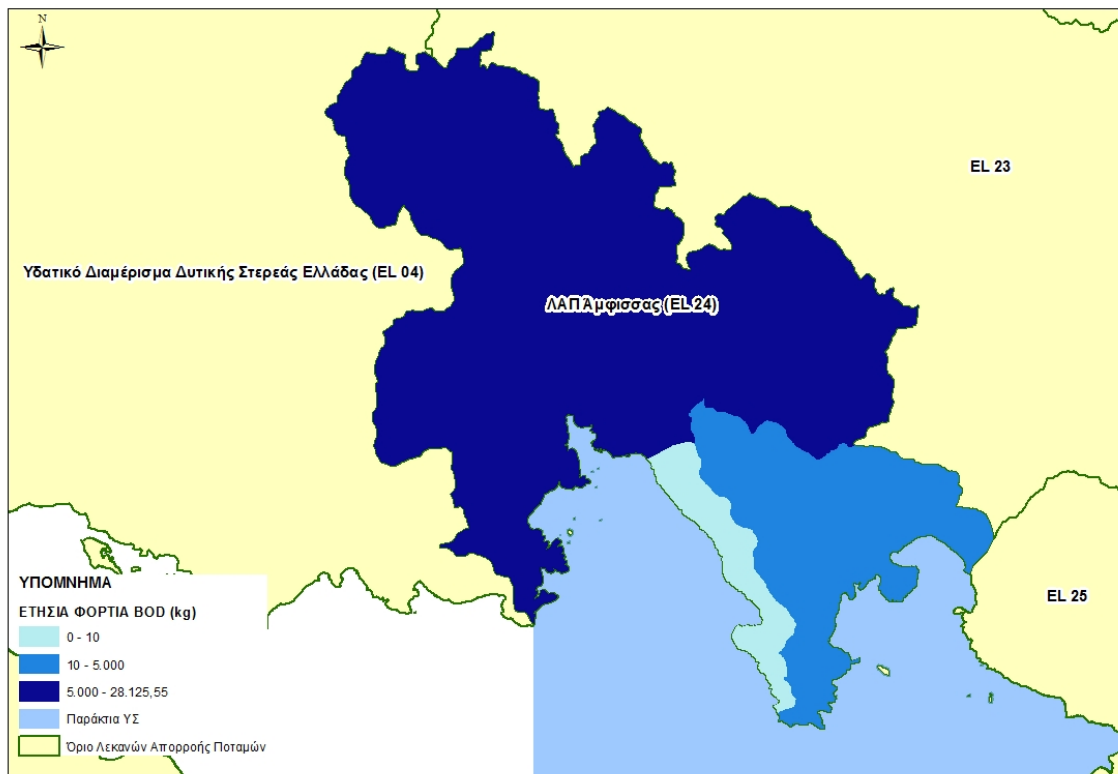 N
EL 23
Υδατικό Διαμέρισμα Δυτικής Στερεάς Ελλάδας (EL 04)
ΛΑΠ Άμφισσας (EL 24)
EL 25
ΥΠΟΜΝΗΜΑ
ΕΤΗΣΙΑ ΦΟΡΤΙΑ BOD (kg)
0 - 10
10 - 5.000
5.000 - 28.125,55
Παράκτια ΥΣ
Όριο Λεκανών Απορροής Ποταμών